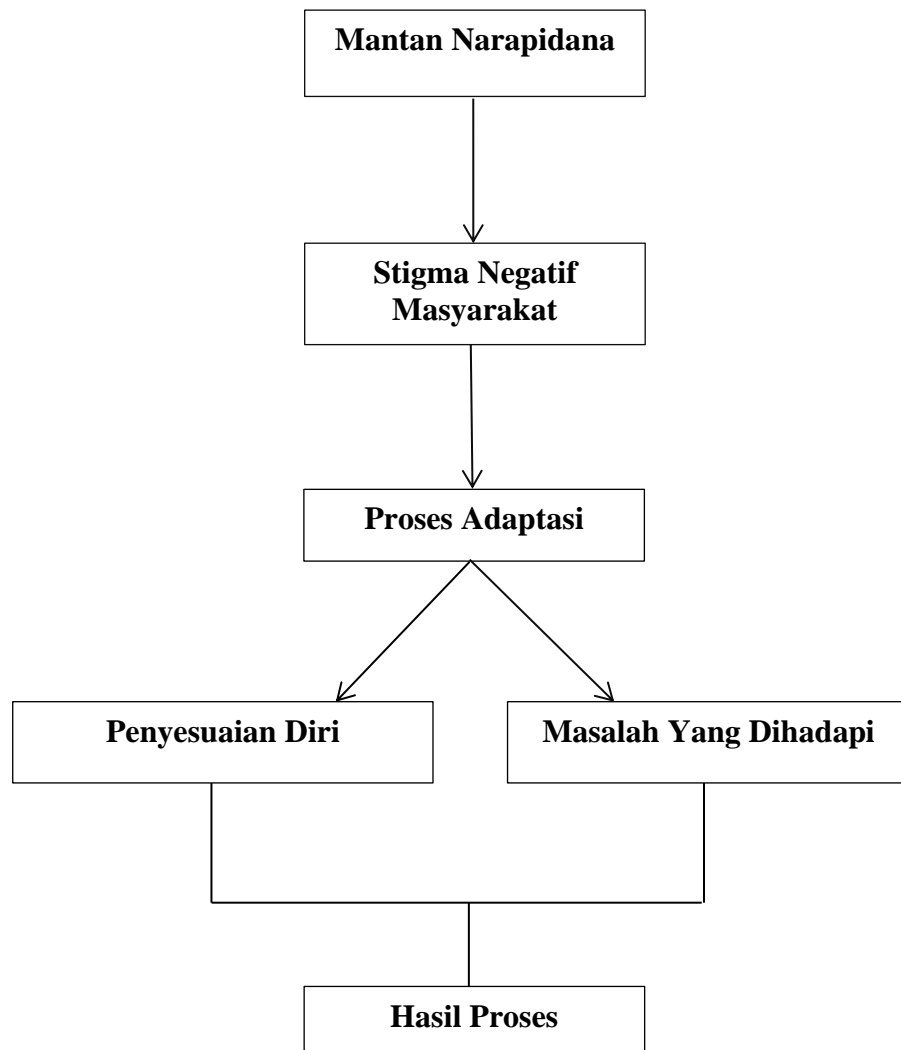 Mantan Narapidana
Stigma Negatif
Masyarakat
Proses Adaptasi
Penyesuaian Diri
Masalah Yang Dihadapi
Hasil Proses